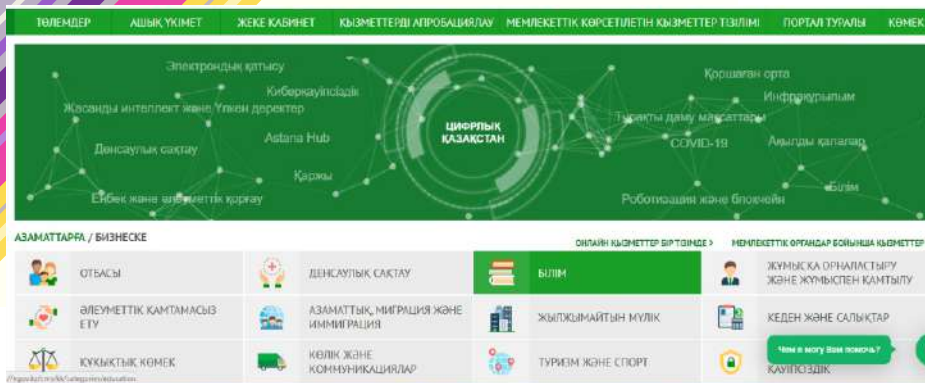 ТӨЛЕМДЕР АШЫҚ ҮКІМЕТ ЖЕКЕ КАБИНЕТ ҚЫЗМЕТТЕРДІ АПРОБАЦИЯЛАУ МЕМЛЕКЕТТІК КӨРСЕТІЛЕТІН ҚЫЗМЕТТЕР ТІЗІЛІМІ ПОРТАЛ ТУРАЛЫ КӨМЕК
Электрондық қатысу
Киберқауіпсіздік
Жасанды интеллект және Үлкен деректер
Astana Hub
Денсаулық сақтау
Қаржы
Еңбек және әлеуметтік қорғау
ЦИФРЛЫҚ
ҚАЗАҚСТАН
Қоршаған орта
Инфрақұрылым
Тұрақты даму мақсаттары
COVID-19
Ақылды қалалар
Білім
Роботизация және блокчейн
АЗАМАТТАРҒА / БИЗНЕСКЕ
ОНЛАЙН ҚЫЗМЕТТЕР БІР ТІЗІМДЕ > МЕМЛЕКЕТТІК ОРГАНДАР БОЙЫНША ҚЫЗМЕТТЕР
ОТБАСЫ
ДЕНСАУЛЫҚ САҚТАУ
БІЛІМ
ЖҰМЫСҚА ОРНАЛАСТЫРУ
ЖӘНЕ ЖҰМЫСПЕН ҚАМТЫЛУ
ӘЛЕУМЕТТІК ҚАМТАМАСЫЗ
ЕТУ
АЗАМАТТЫҚ, МИГРАЦИЯ ЖӘНЕ
ИММИГРАЦИЯ
ЖЫЛЖЫМАЙТЫН МҮЛІК
КЕДЕН ЖӘНЕ САЛЫҚТАР
ҚҰҚЫҚТЫҚ КӨМЕК
КӨЛІК ЖӘНЕ
КОММУНИКАЦИЯЛАР
ТУРИЗМ ЖӘНЕ СПОРТ
Чем я могу Вам помочь?
ҚАУІПСІЗДІК